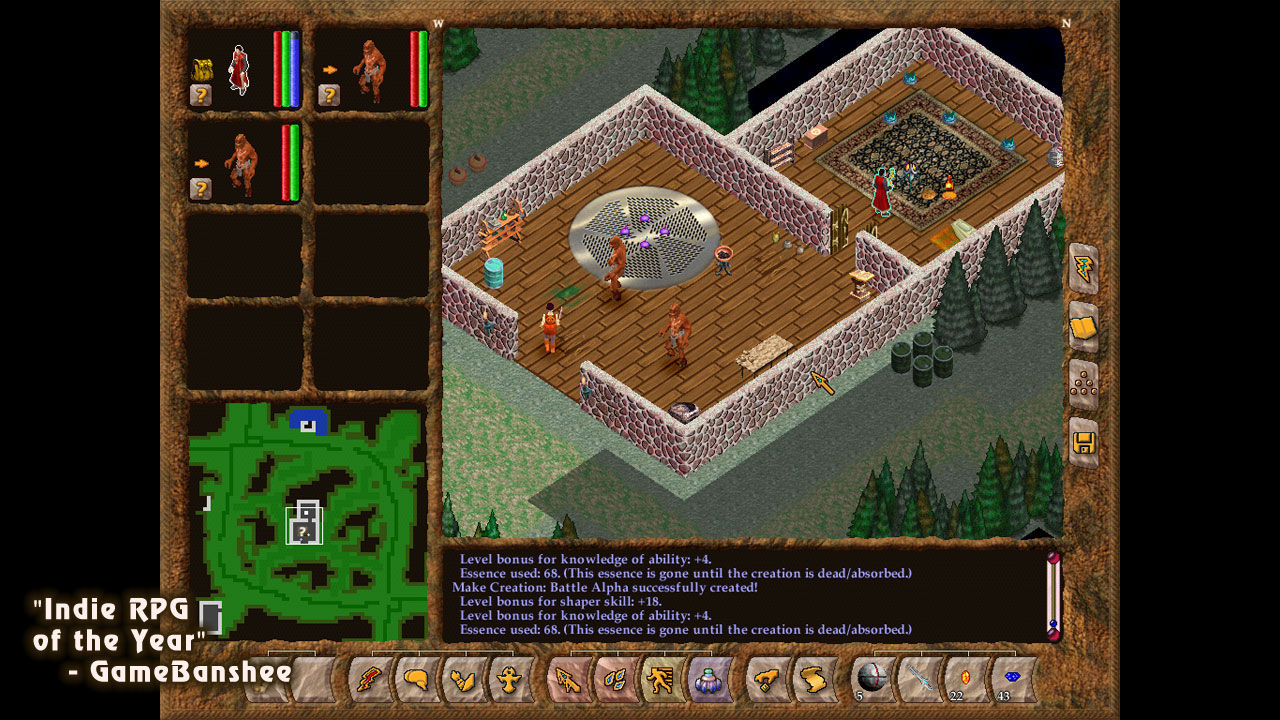 W
N
?
?
?
?
Level bonus for knowledge of ability: +4.
Essence used: 68. (This essence is gone until the creation is dead/absorbed.)
Make Creation: Battle Alpha successfully created!
Level bonus for shaper skill: +18.
Level bonus for knowledge of ability: +4.
Essence used: 68. (This essence is gone until the creation is dead/absorbed.)
"Indie RPG
of the Year"
- GameBanshee
5
22
43